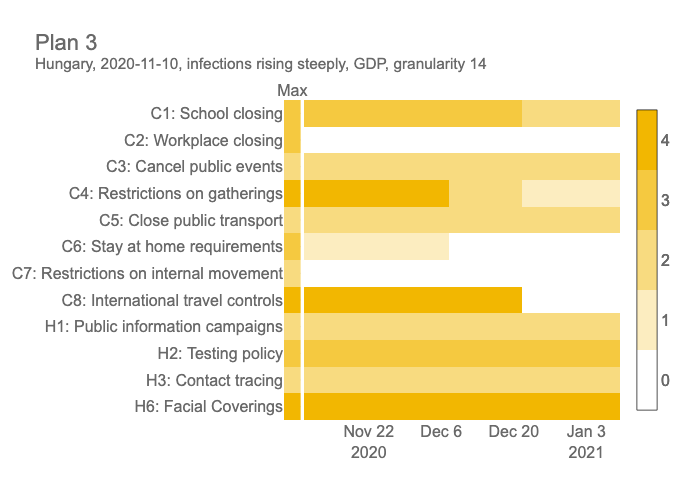 Plan 3
Hungary, 2020-11-10, infections rising steeply, GDP, granularity 14
Max
C1: School closing
C2: Workplace closing
C3: Cancel public events
C4: Restrictions on gatherings
C5: Close public transport
C6: Stay at home requirements
C7: Restrictions on internal movement
C8: International travel controls
H1: Public information campaigns
H2: Testing policy
H3: Contact tracing
H6: Facial Coverings
4
3
2
1
0
Nov 22 Dec 6 Dec 20 Jan 3
2020 2021